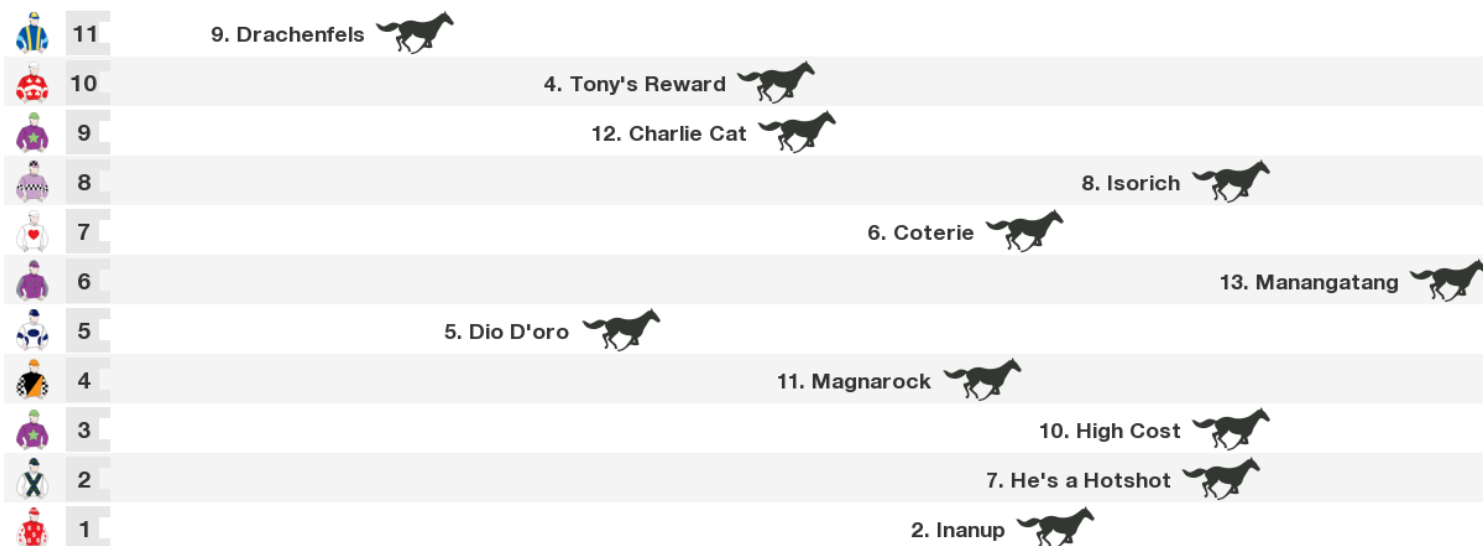 11 9. Drachenfels
10 4. Tony's Reward
9 12. Charlie Cat
8 8. Isorich
7 6. Coterie
6 13. Manangatang
5 5. Dio D'oro
4 11. Magnarock
3 10. High Cost
2 7. He's a Hotshot
1 2. Inanup